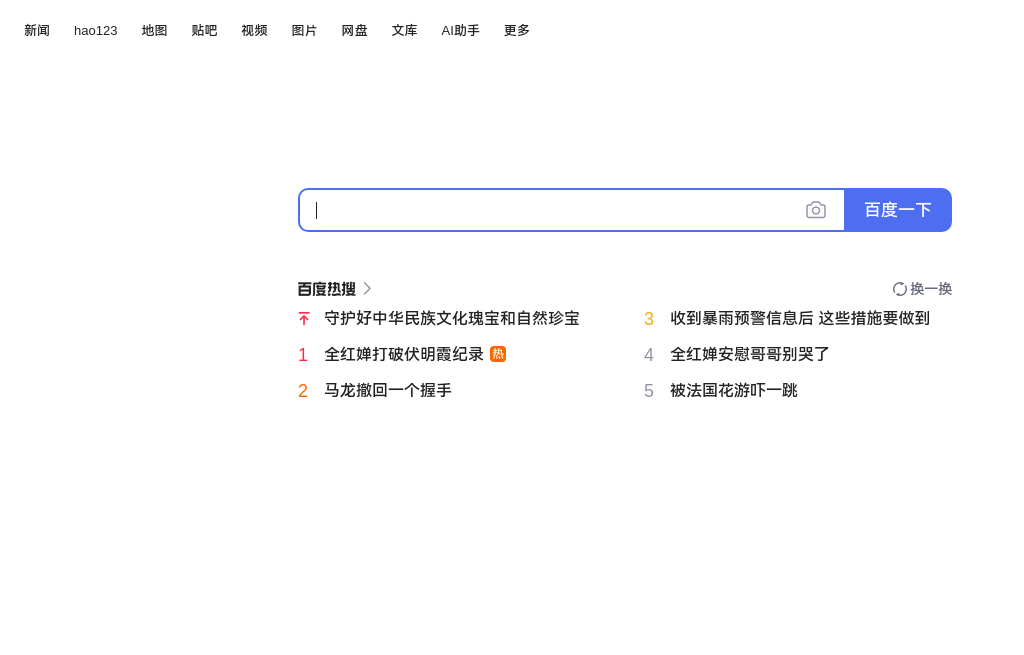 新闻 hao123 地图 贴吧 视频 图片 网盘 文库 AI助手 更多
百度一下
百度热搜 换一换
守护好中华民族文化瑰宝和自然珍宝
3 收到暴雨预警信息后 这些措施要做到
1 全红婵打破伏明霞纪录 热
4 全红婵安慰哥哥别哭了
2 马龙撤回一个握手
5 被法国花游吓一跳